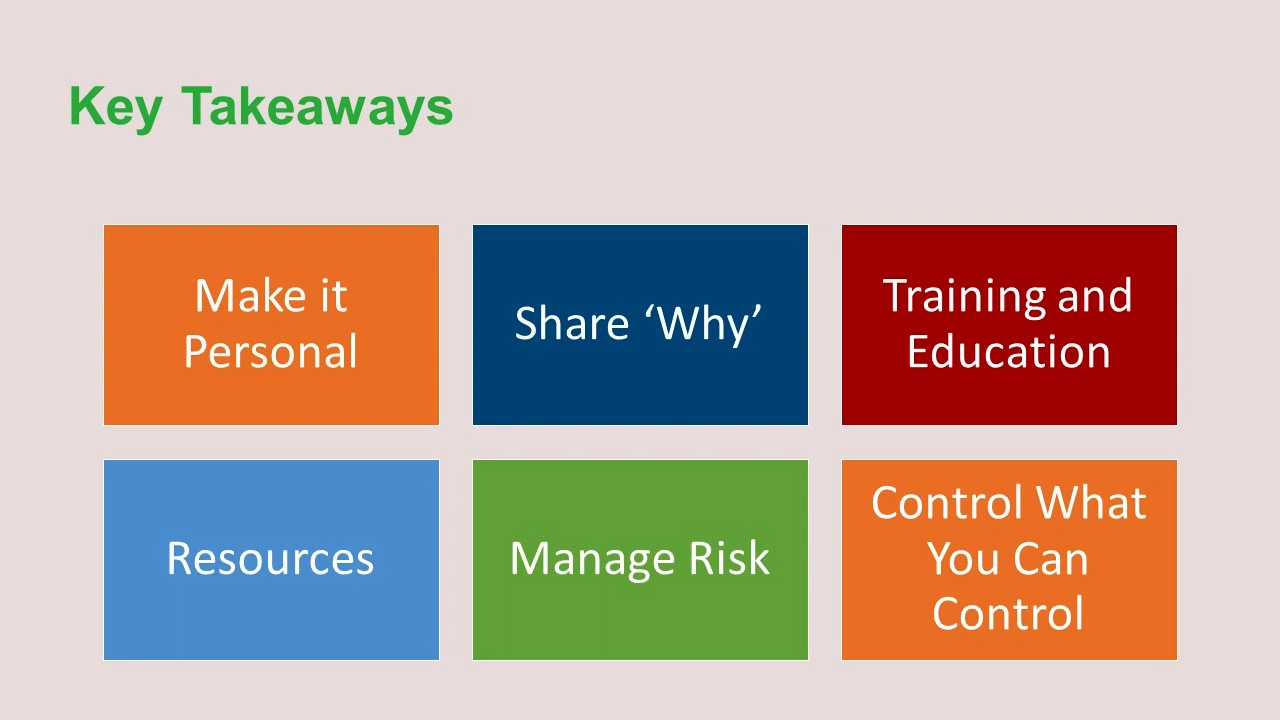 Key Takeaways
Make it
Personal
Share ‘Why’
Training and
Education
Resources
Manage Risk
Control What
You Can
Control